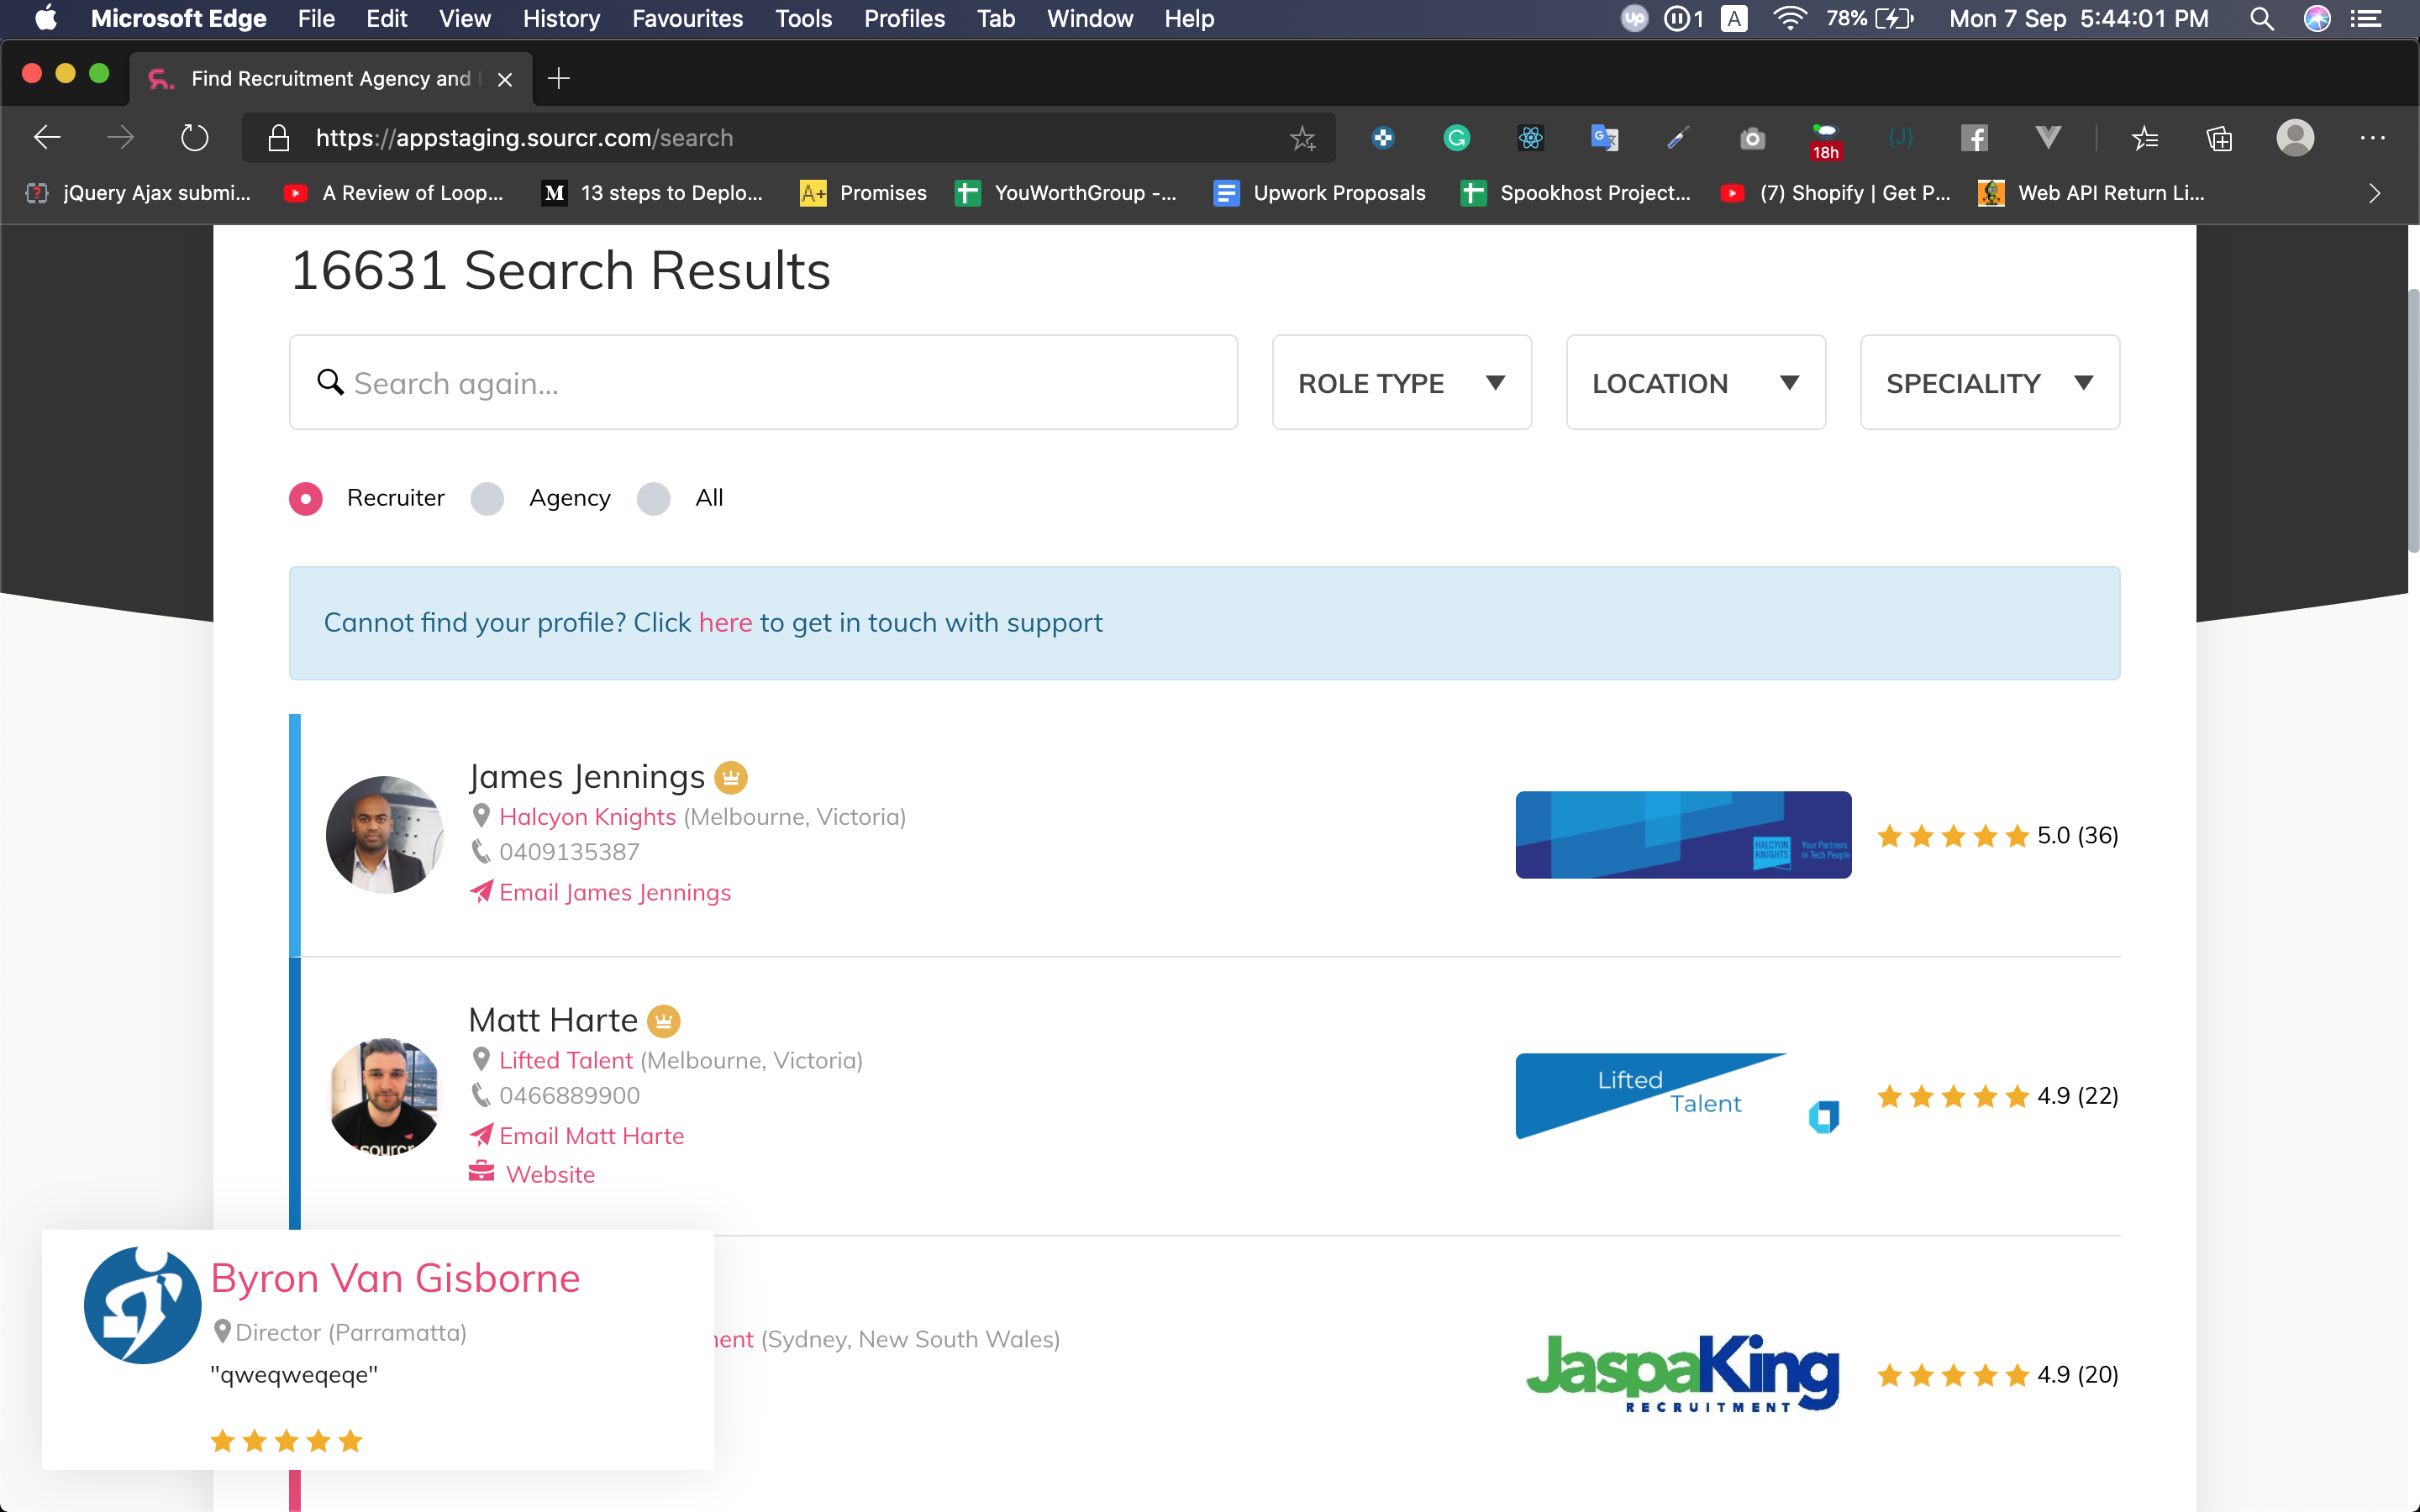 Microsoft Edge File Edit View History Favourites Tools Profiles Tab Window Help
up 1 A 78% Mon 7 Sep 5:44:01 PM
Find Recruitment Agency and
https://appstaging.sourcr.com/search
G 18h {J}
jQuery Ajax submi... A Review of Loop... M 13 steps to Deplo... A+ Promises YouWorthGroup -... Upwork Proposals Spookhost Project... (7) Shopify | Get P... Web API Return Li...
16631 Search Results
Search again...
ROLE TYPE
LOCATION
SPECIALITY
Recruiter Agency All
Cannot find your profile? Click here to get in touch with support
James Jennings
Halcyon Knights (Melbourne, Victoria)
0409135387
Email James Jennings
HALCYON KNIGHTS
Your Partners In Tech People
5.0 (36)
Matt Harte
Lifted Talent (Melbourne, Victoria)
0466889900
Email Matt Harte
Website
sourcr
Lifted
Talent
4.9 (22)
ent (Sydney, New South Wales)
JaspaKing
RECRUITMENT
4.9 (20)
Byron Van Gisborne
Director (Parramatta)
"qweqweqeqe"